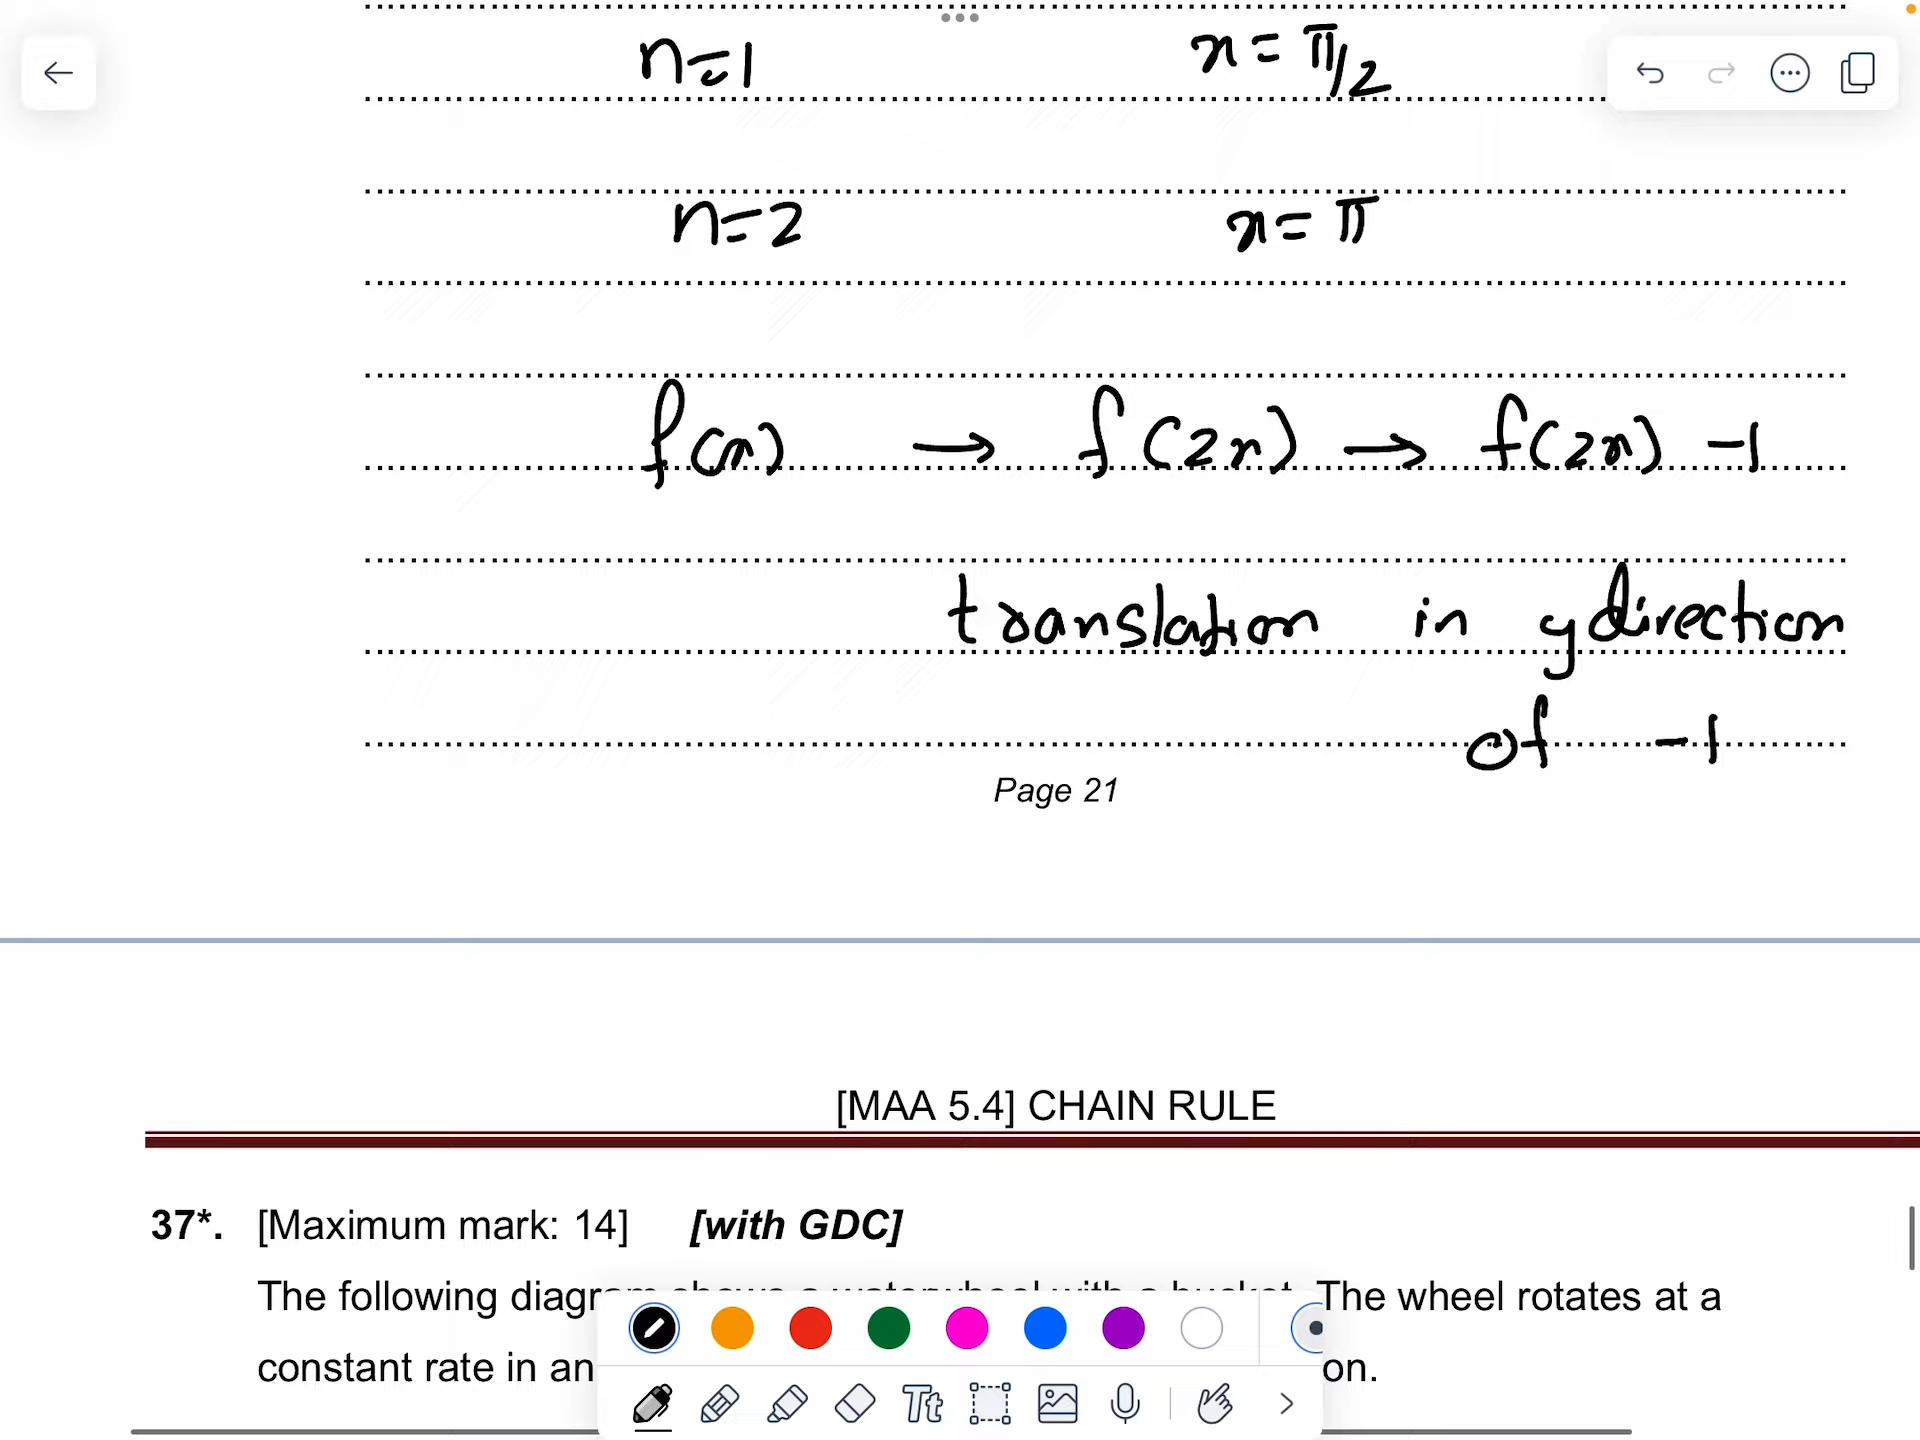 n=1 x = π/2
n=2 x = π
f(x) → f(2x) → f(2x) -1
translation in y direction
of -1
Page 21
[MAA 5.4] CHAIN RULE
37*. [Maximum mark: 14] [with GDC]
The following diagr The wheel rotates at a
constant rate in an on.
Tt